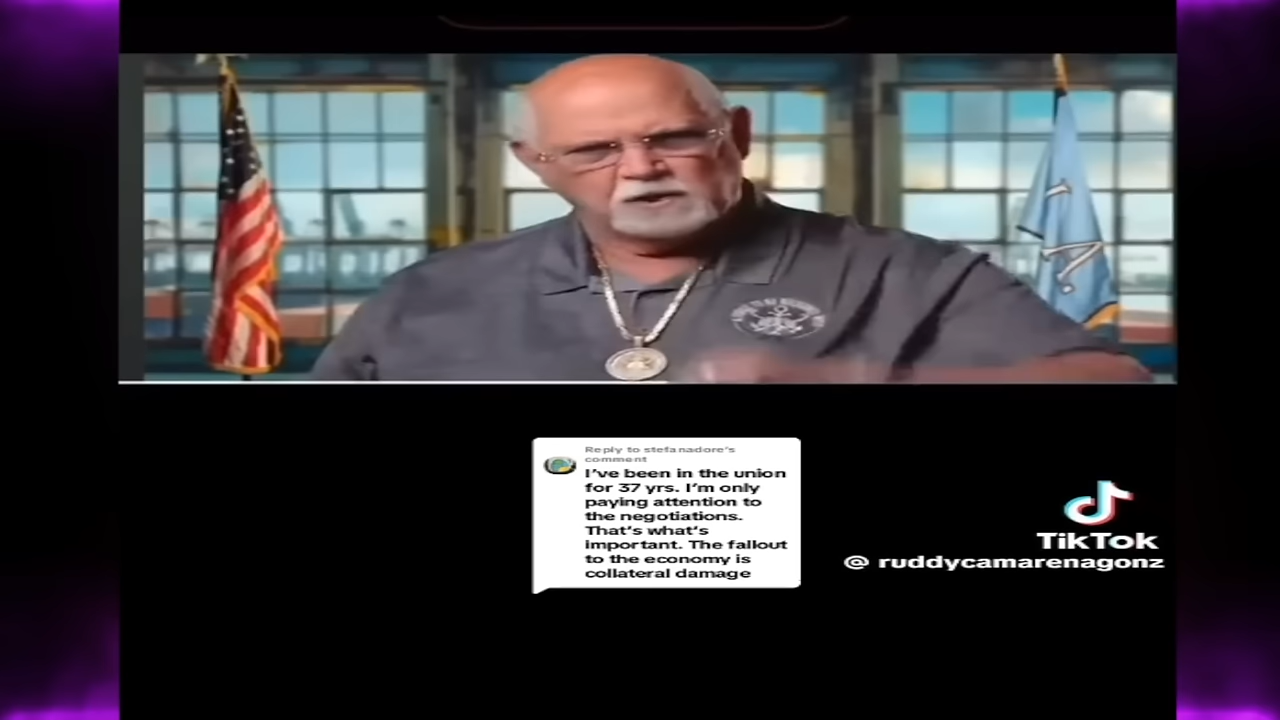 I
A
Reply to stefanadore's
comment
I've been in the union
for 37 yrs. I'm only
paying attention to
the negotiations.
That's what's
important. The fallout
to the economy is
collateral damage
TikTok
@ ruddycamarenagonz